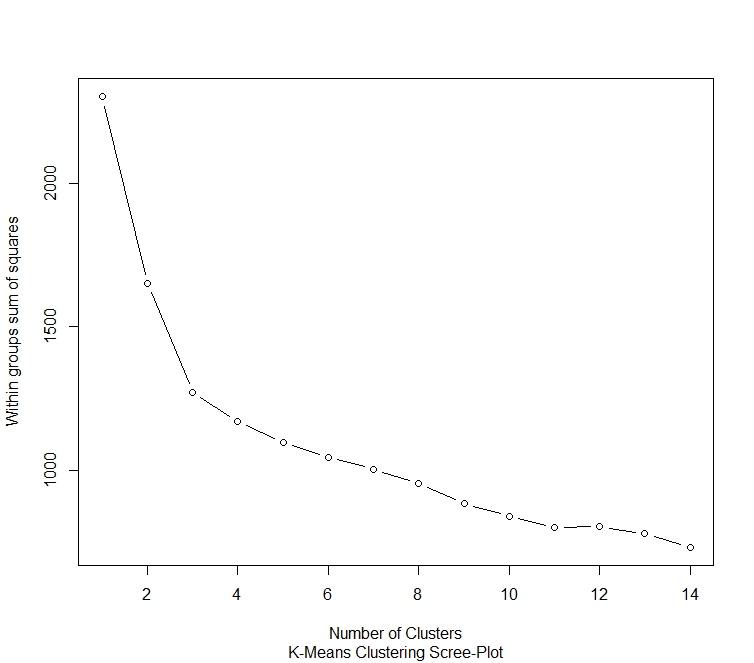 Within groups sum of squares
2000
1500
1000
2 4 6 8 10 12 14
Number of Clusters
K-Means Clustering Scree-Plot